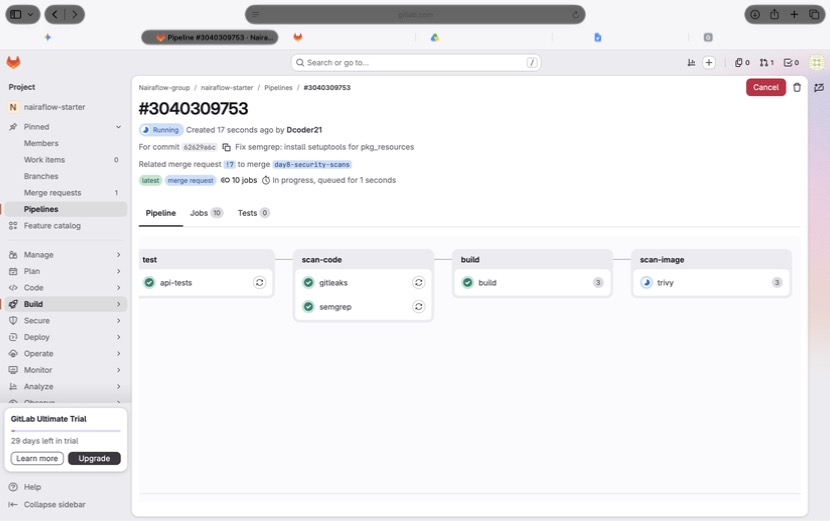 gitlab.com
Pipeline #3040309753 · Naira...
Search or go to...
/
0
1
0
Project
N nairaflow-starter
Pinned
Members
Work items 0
Branches
Merge requests 1
Pipelines
Feature catalog
Manage
Plan
Code
Build
Secure
Deploy
Operate
Monitor
Analyze
GitLab Ultimate Trial
29 days left in trial
Learn more
Upgrade
Help
Collapse sidebar
Nairaflow-group / nairaflow-starter / Pipelines / #3040309753
Cancel
#3040309753
Running Created 17 seconds ago by Dcoder21
For commit 62629a6c Fix semgrep: install setuptools for pkg_resources
Related merge request !7 to merge day8-security-scans
latest merge request 10 jobs In progress, queued for 1 seconds
Pipeline Jobs 10 Tests 0
test
api-tests
scan-code
gitleaks
semgrep
build
build 3
scan-image
trivy 3